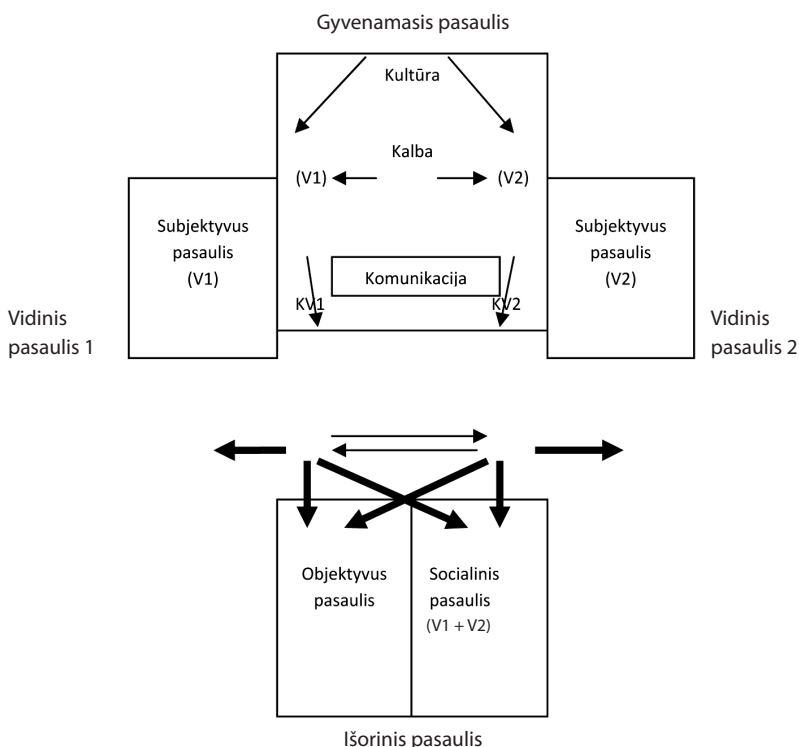 Gyvenamasis pasaulis
Kultūra
Kalba
(V1)
(V2)
Subjektyvus
pasaulis
(V1)
Subjektyvus
pasaulis
(V2)
Komunikacija
KV1
KV2
Vidinis
pasaulis 1
Vidinis
pasaulis 2
Objektyvus
pasaulis
Socialinis
pasaulis
(V1 + V2)
Išorinis pasaulis